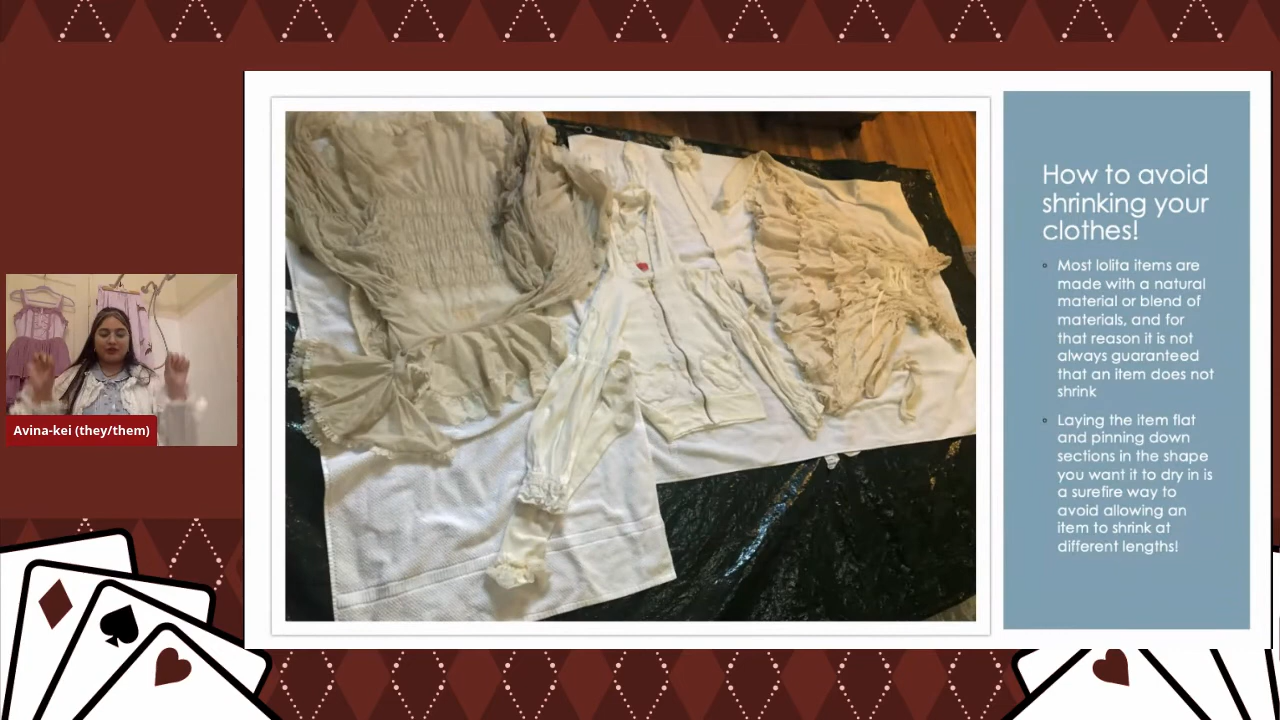 How to avoid
shrinking your
clothes!
Most lolita items are
made with a natural
material or blend of
materials, and for
that reason it is not
always guaranteed
that an item does not
shrink
Laying the item flat
and pinning down
sections in the shape
you want it to dry in is
a surefire way to
avoid allowing an
item to shrink at
different lengths!
Avina-kei (they/them)